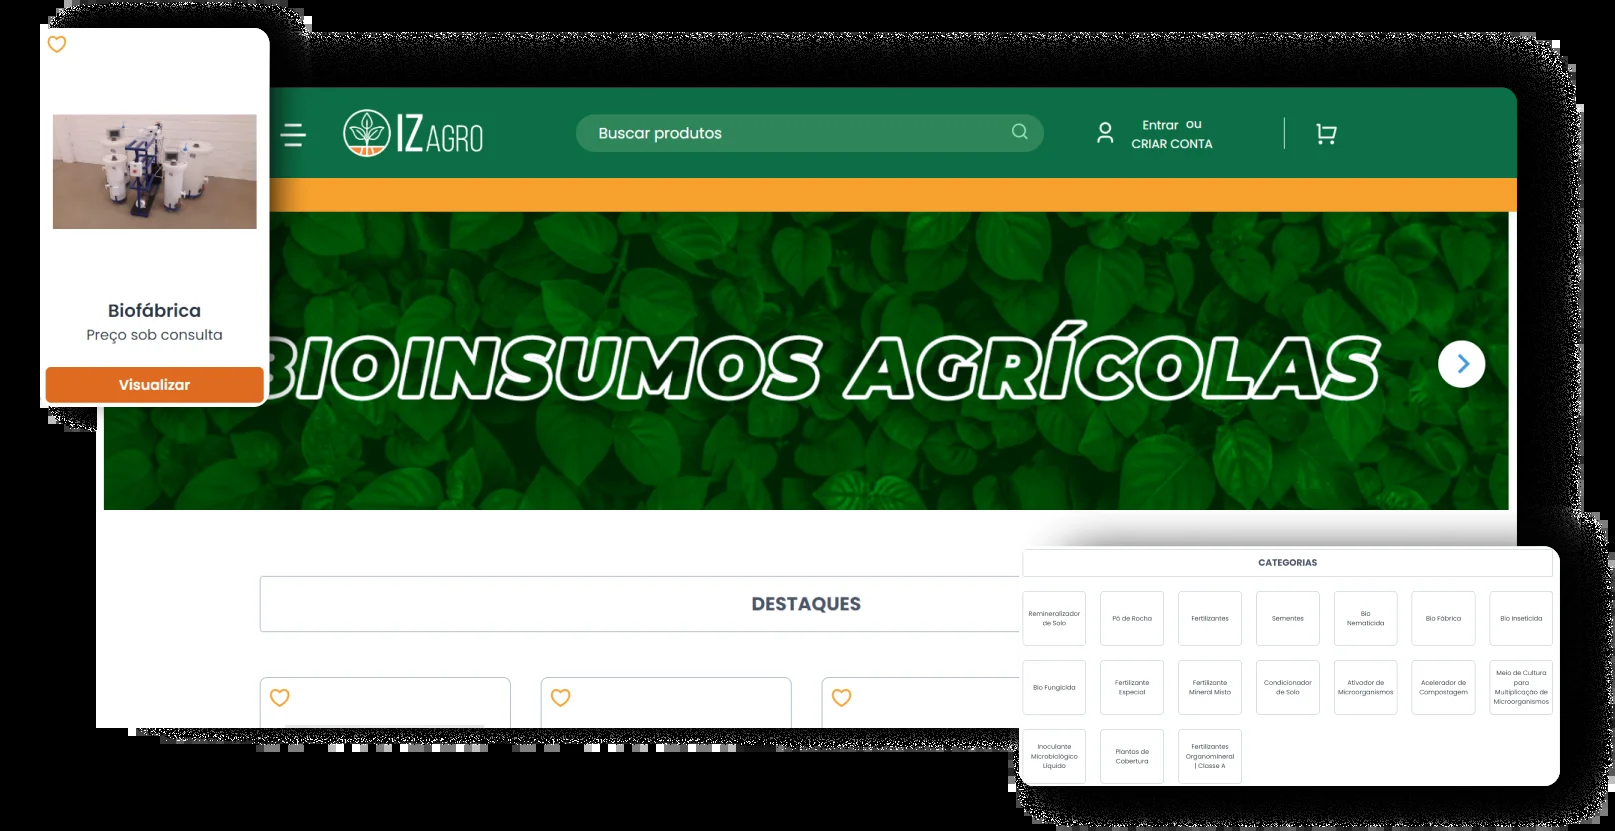 IZAGRO
Buscar produtos
Entrar ou
CRIAR CONTA
Biofábrica
Preço sob consulta
Visualizar
BIOINSUMOS AGRÍCOLAS
DESTAQUES
CATEGORIAS
Remineralizador
de Solo
Pó de Rocha
Fertilizantes
Sementes
Bio
Nematicida
Bio Fábrica
Bio Inseticida
Bio Fungicida
Fertilizante
Especial
Fertilizante
Mineral Misto
Condicionador
de Solo
Ativador de
Microorganismos
Acelerador de
Compostagem
Meio de Cultura
para
Multiplicação de
Microorganismos
Inoculante
Microbiológico
Líquido
Plantas de
Cobertura
Fertilizantes
Organomineral
| Classe A